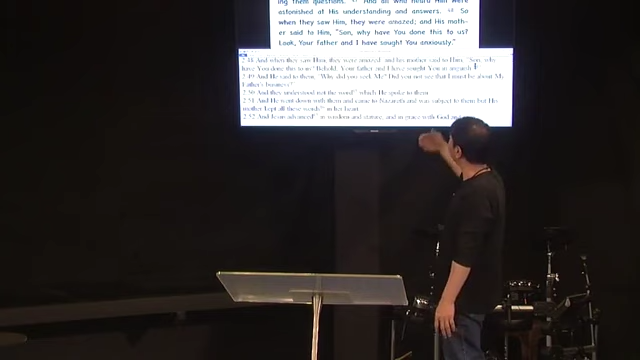 ing them questions. 47 And all who heard Him were
astonished at His understanding and answers. 48 So
when they saw Him, they were amazed; and His moth-
er said to Him, “Son, why have You done this to us?
Look, Your father and I have sought You anxiously.”
2:48 And when they saw Him, they were amazed, and his mother said to Him, "Son, why
have You done this to us? Behold, Your father and I have sought You in anguish."
2:49 And He said to them, "Why did you seek Me? Did you not see that I must be about My
Father's business?"
2:50 And they understood not the word which He spoke to them.
2:51 And He went down with them and came to Nazareth and was subject to them but His
mother kept all these words in her heart.
2:52 And Jesus advanced in wisdom and stature, and in grace with God and